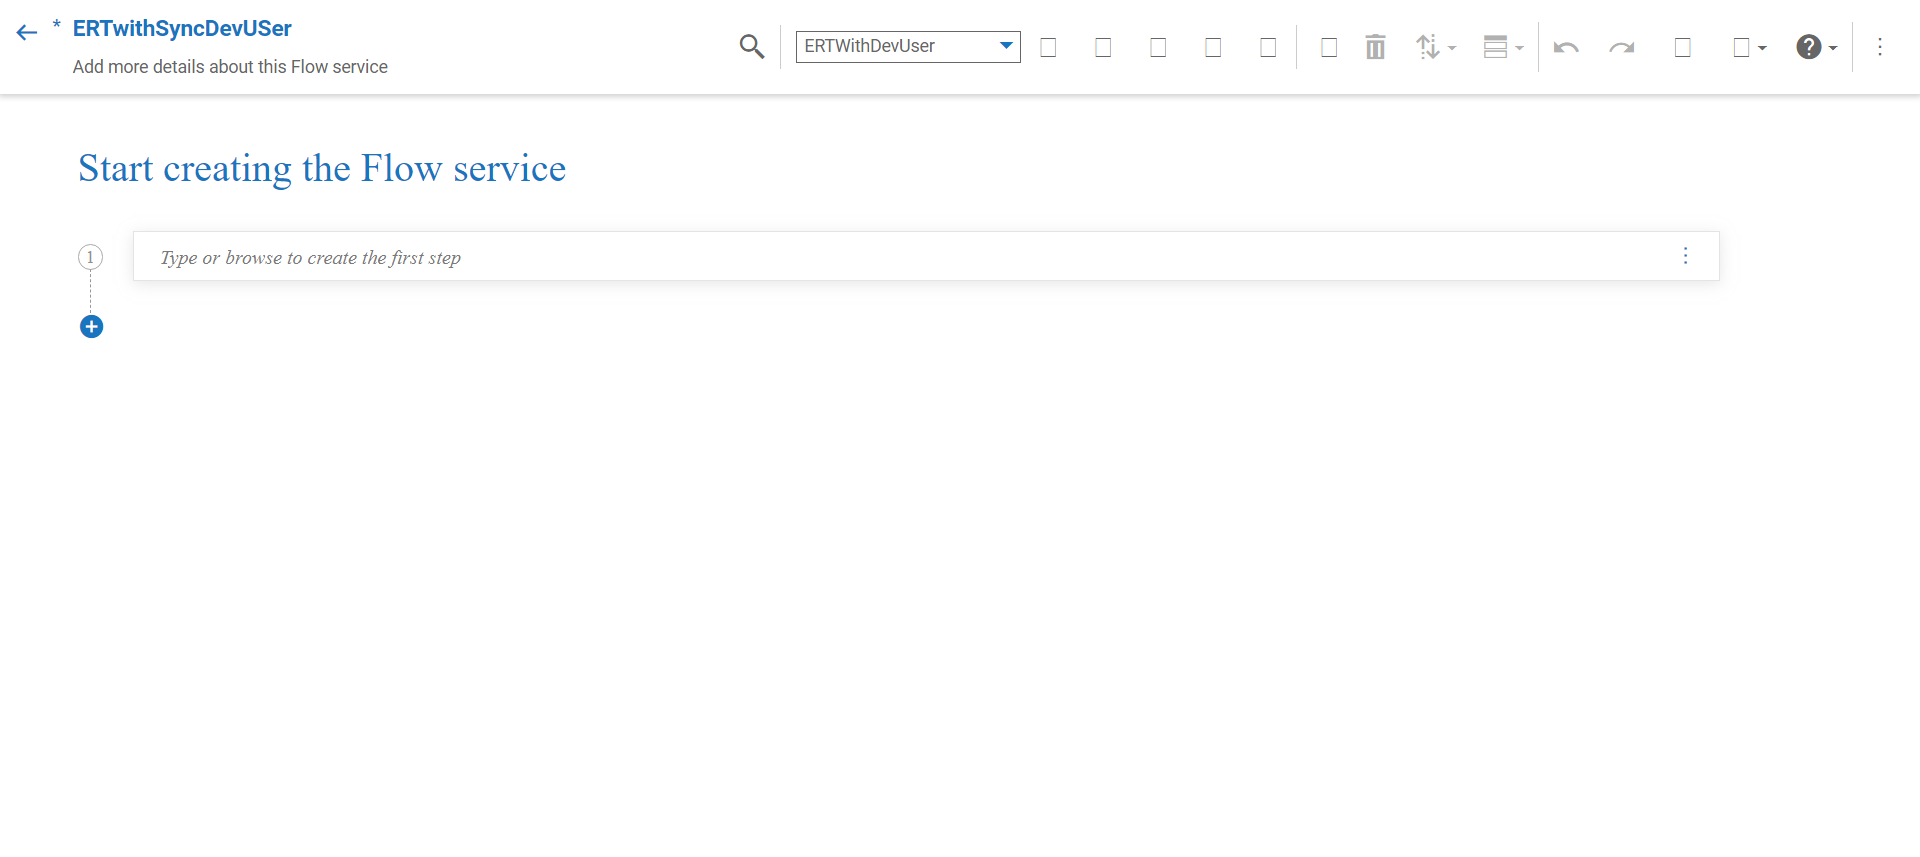 * ERTwithSyncDevUSer
Add more details about this Flow service
ERTWithDevUser
Start creating the Flow service
1
Type or browse to create the first step